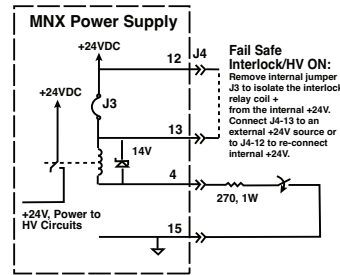 MNX Power Supply
+24VDC
12
J4
+24VDC
J3
13
14V
4
270, 1W
+24V, Power to
HV Circuits
15
Fail Safe
Interlock/HV ON:
Remove internal jumper
J3 to isolate the interlock
relay coil +
from the internal +24V.
Connect J4-13 to an
external +24V source or
to J4-12 to re-connect
internal +24V.